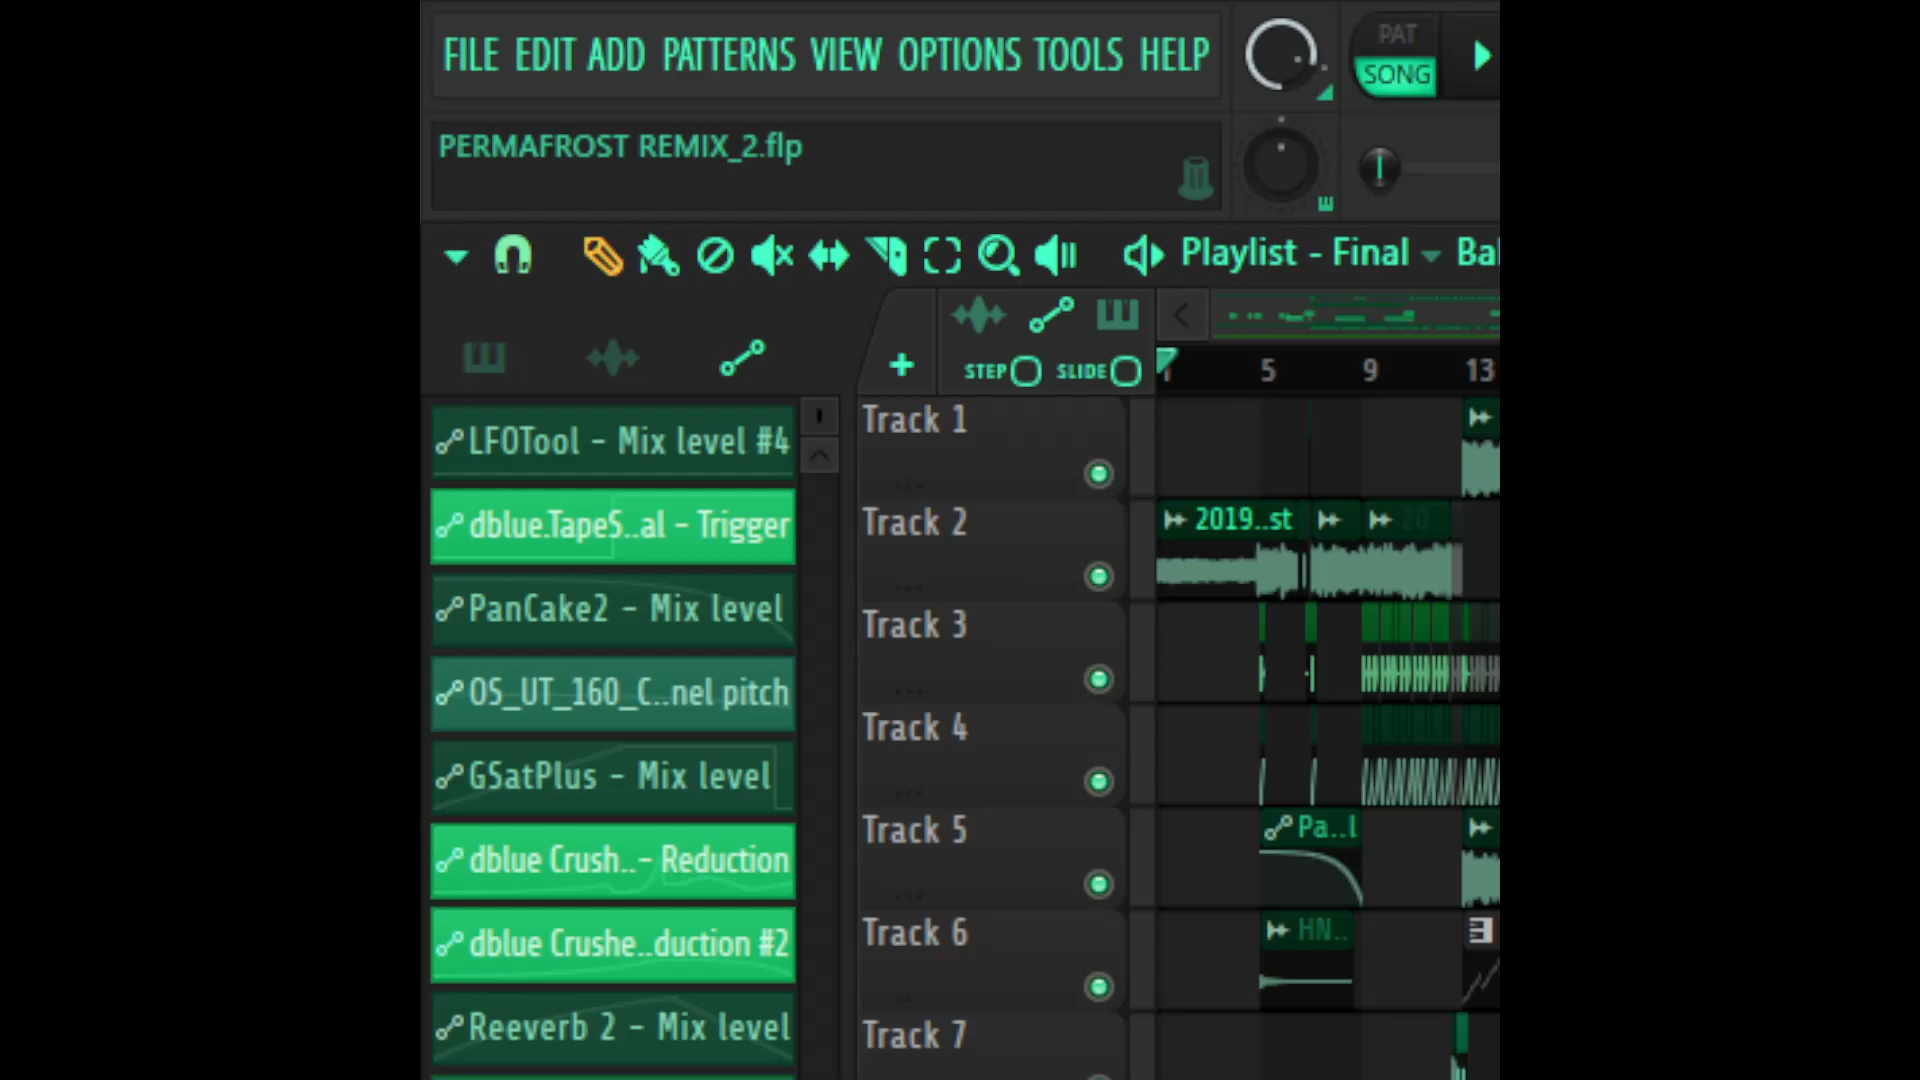 FILE EDIT ADD PATTERNS VIEW OPTIONS TOOLS HELP
PAT
SONG
PERMAFROST REMIX_2.flp
Playlist - Final
STEP SLIDE
5 9 13
LFOTool - Mix level #4
dblue.TapeS..al - Trigger
PanCake2 - Mix level
OS_UT_160_C..nel pitch
GSatPlus - Mix level
dblue Crush..- Reduction
dblue Crushe..duction #2
Reeverb 2 - Mix level
Track 1
Track 2
2019..st
Track 3
Track 4
Track 5
Pa..l
Track 6
HN..
Track 7